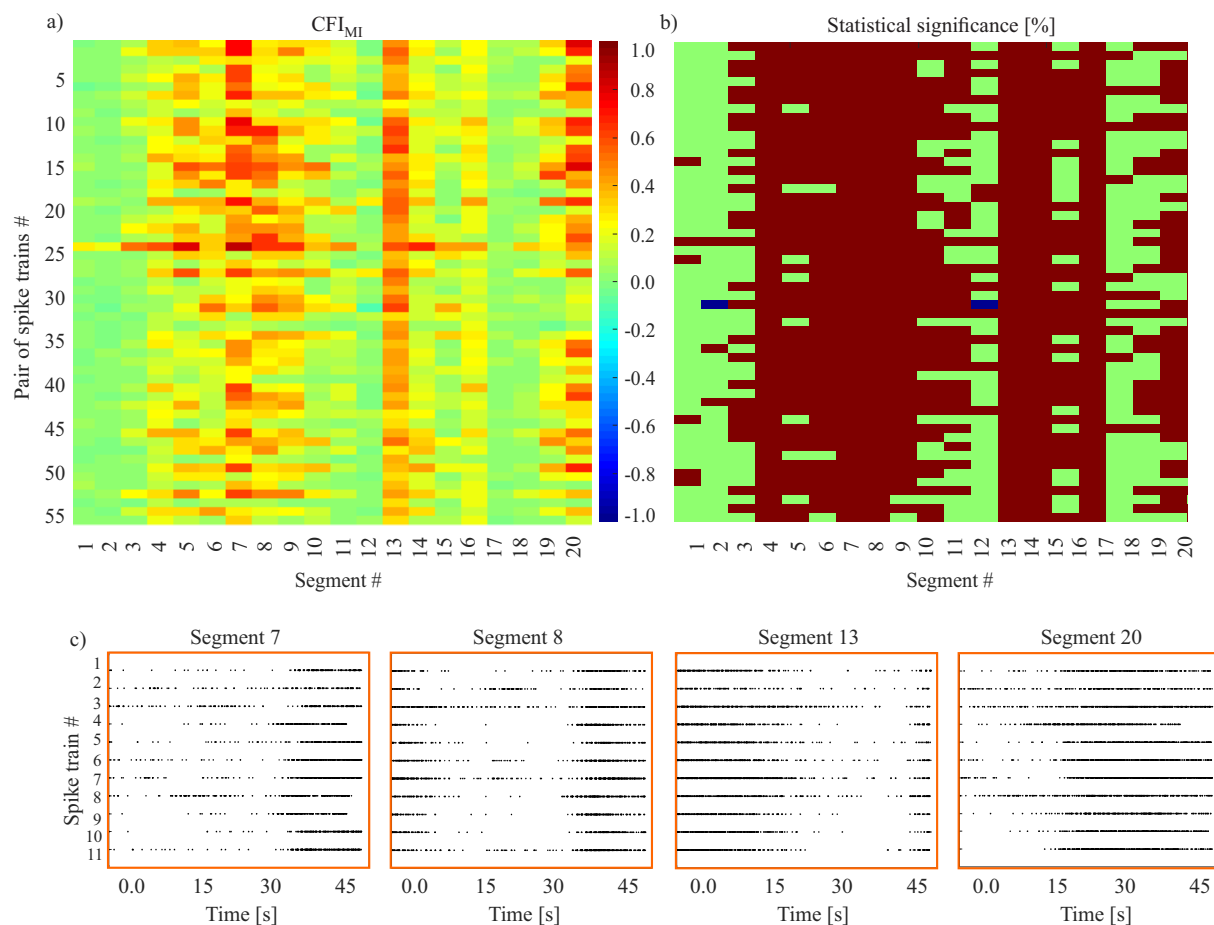 a)
CFI_MI
b)
Statistical significance [%]
Pair of spike trains #
5
10
15
20
25
30
35
40
45
50
55
1.0
0.8
0.6
0.4
0.2
0.0
-0.2
-0.4
-0.6
-0.8
-1.0
1 2 3 4 5 6 7 8 9 10 11 12 13 14 15 16 17 18 19 20
Segment #
1 2 3 4 5 6 7 8 9 10 11 12 13 14 15 16 17 18 19 20
Segment #
c)
Segment 7
Segment 8
Segment 13
Segment 20
Spike train #
1
2
3
4
5
6
7
8
9
10
11
0.0 15 30 45
Time [s]
0.0 15 30 45
Time [s]
0.0 15 30 45
Time [s]
0.0 15 30 45
Time [s]